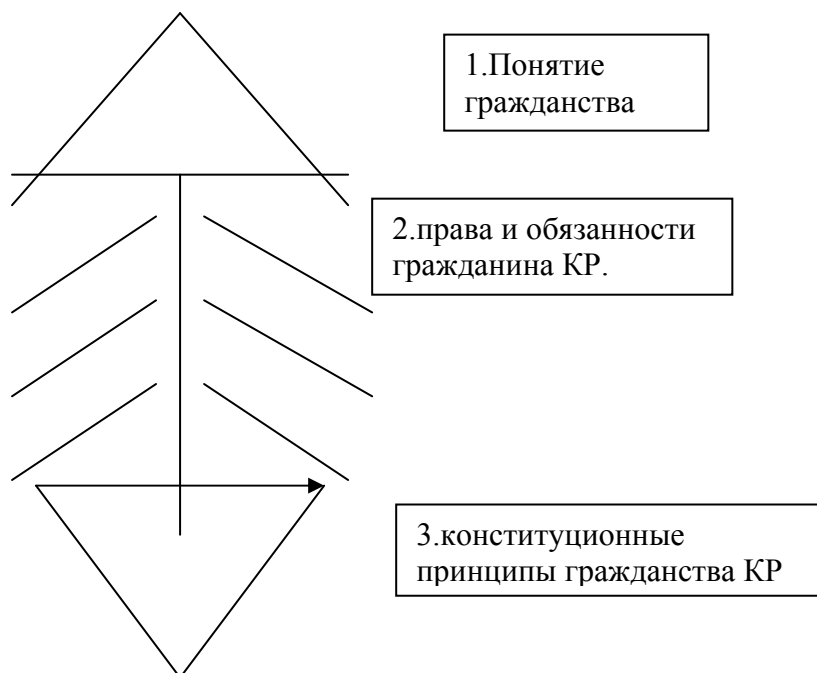 1.Понятие
гражданства
2.права и обязанности
гражданина КР.
3.конституционные
принципы гражданства КР